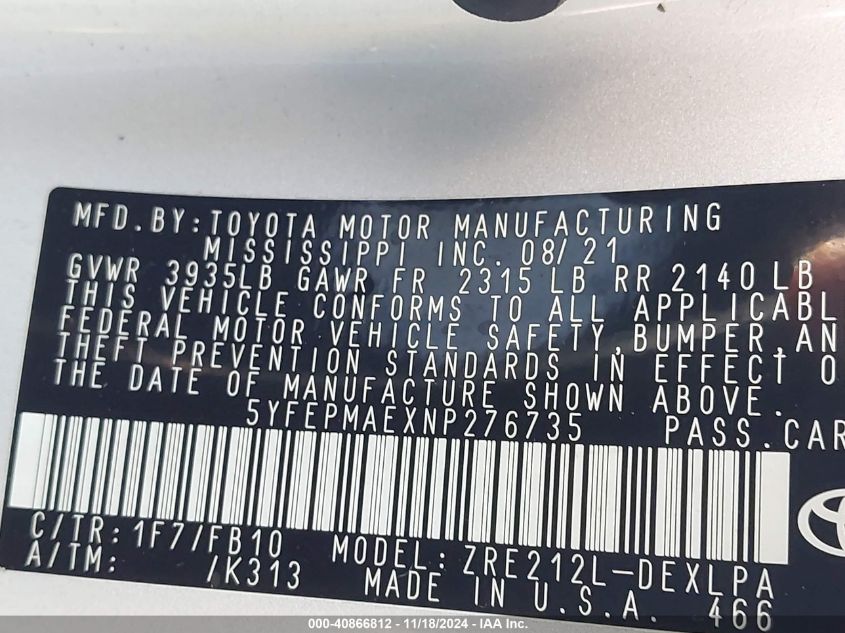 MFD.BY:TOYOTA MOTOR MANUFACTURING
MISSISSIPPI INC. 08/21
GVWR 3935LB GAWR FR 2315 LB RR 2140 LB
THIS VEHICLE CONFORMS TO ALL APPLICABL
FEDERAL MOTOR VEHICLE SAFETY,BUMPER,AN
THEFT PREVENTION STANDARDS IN EFFECT O
THE DATE OF MANUFACTURE SHOWN ABOVE.
5YFEPMAEXNP276735 PASS.CAR
C/TR: 1F7/FB10 MODEL: ZRE212L-DEXLPA
A/TM: /K313 MADE IN U.S.A. 466
000-40866812 - 11/18/2024 - IAA Inc.